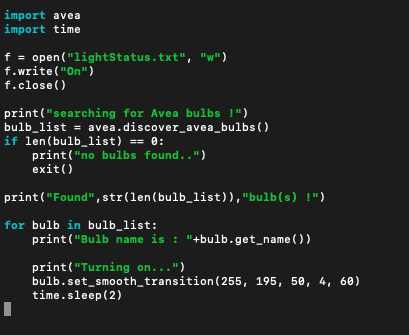 import avea
import time
f = open("lightStatus.txt", "w")
f.write("On")
f.close()
print("searching for Avea bulbs !")
bulb_list = avea.discover_avea_bulbs()
if len(bulb_list) == 0:
    print("no bulbs found..")
    exit()
print("Found",str(len(bulb_list)),"bulb(s) !")
for bulb in bulb_list:
    print("Bulb name is : "+bulb.get_name())
    print("Turning on...")
    bulb.set_smooth_transition(255, 195, 50, 4, 60)
    time.sleep(2)